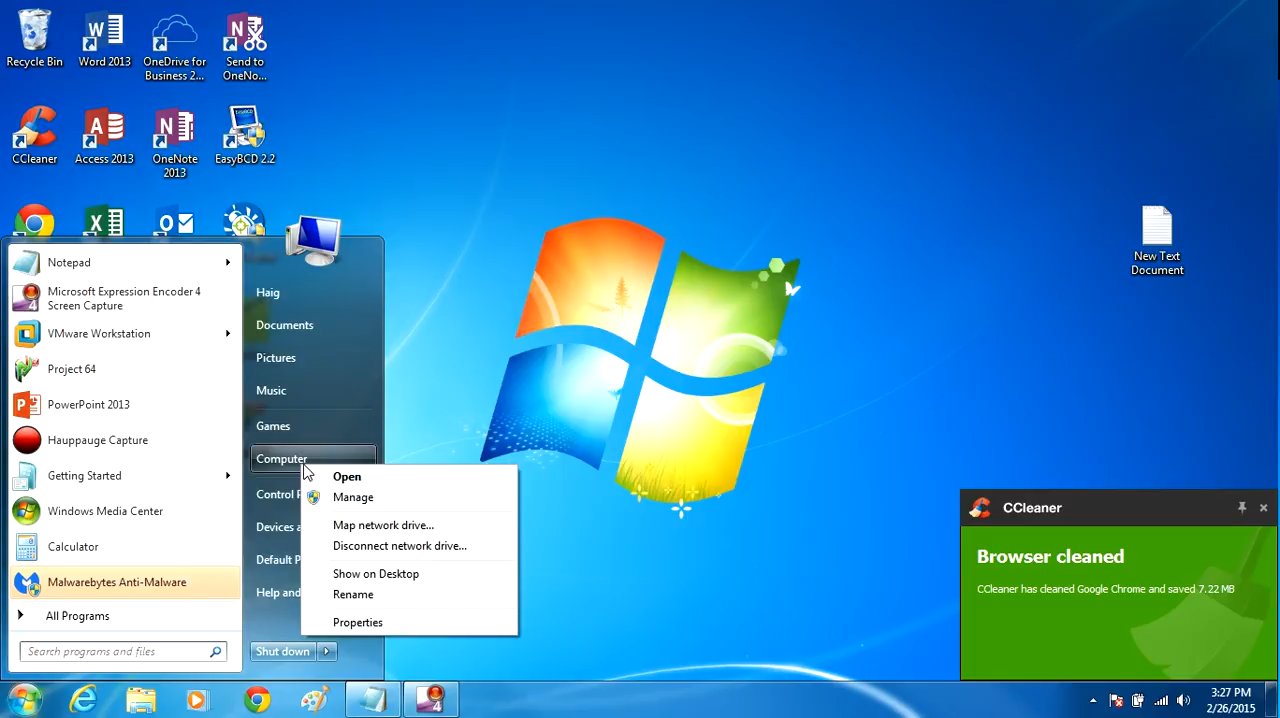 Recycle Bin
Word 2013
OneDrive for
Business 2...
Send to
OneNo...
CCleaner
Access 2013
OneNote
2013
EasyBCD 2.2
New Text
Document
Notepad
Microsoft Expression Encoder 4
Screen Capture
VMware Workstation
Project 64
PowerPoint 2013
Hauppauge Capture
Getting Started
Windows Media Center
Calculator
Malwarebytes Anti-Malware
All Programs
Search programs and files
Haig
Documents
Pictures
Music
Games
Computer
Control P
Devices a
Default P
Help and
Shut down
Open
Manage
Map network drive...
Disconnect network drive...
Show on Desktop
Rename
Properties
CCleaner
Browser cleaned
CCleaner has cleaned Google Chrome and saved 7.22 MB
3:27 PM
2/26/2015